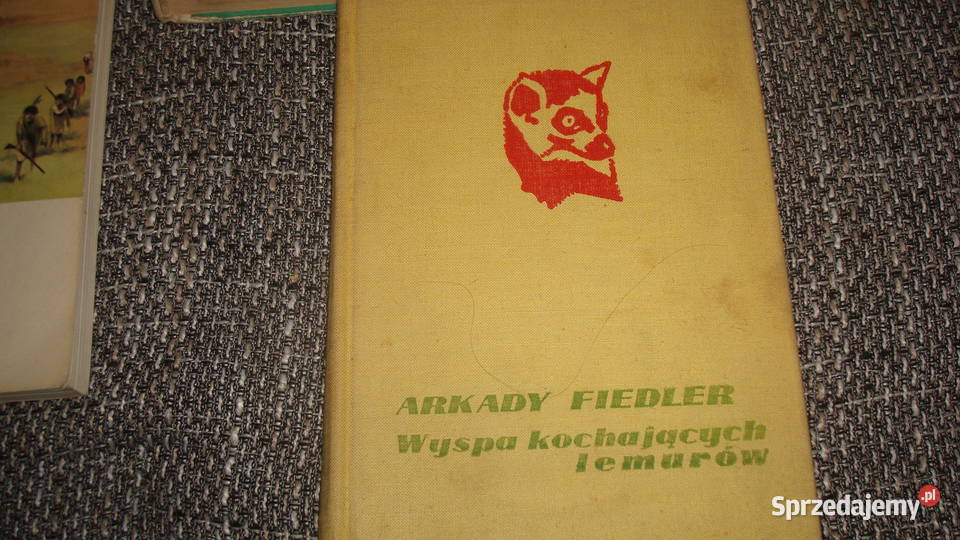 ARKADY FIEDLER
Wyspa kochających
lemurów
Sprzedajemy.pl